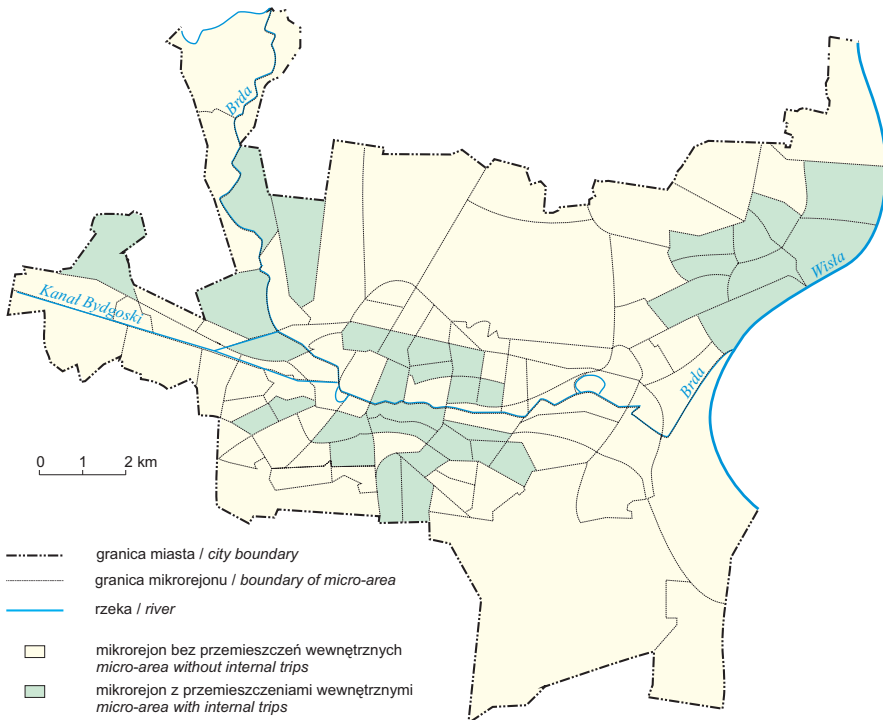 Brda
Kanał Bydgoski
Wisła
Brda
0 1 2 km
granica miasta / city boundary
granica mikrorejonu / boundary of micro-area
rzeka / river
mikrorejon bez przemieszczeń wewnętrznych
micro-area without internal trips
mikrorejon z przemieszczeniami wewnętrznymi
micro-area with internal trips